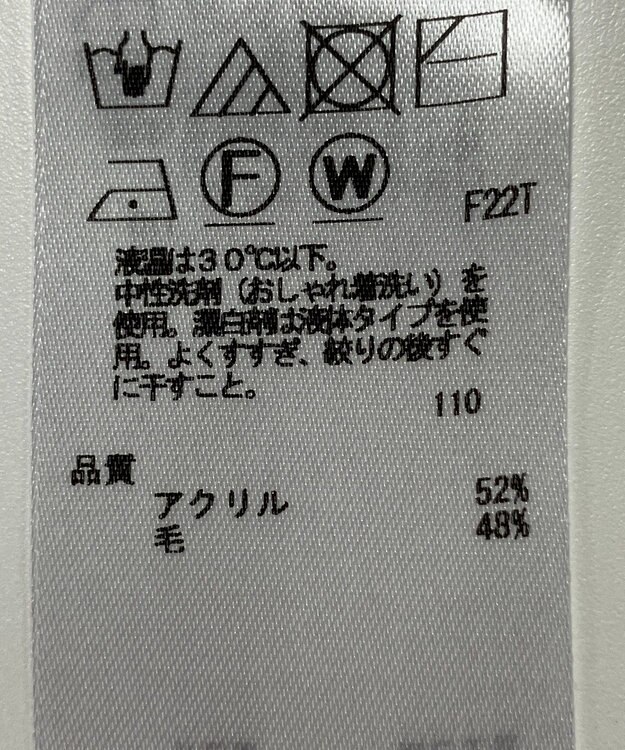 F W
F22T
液温は30℃以下。
中性洗剤（おしゃれ着洗い）を
使用。漂白剤は液体タイプを使
用。よくすすぎ、絞りの後すぐ
に干すこと。
110
品質
アクリル 52%
毛 48%